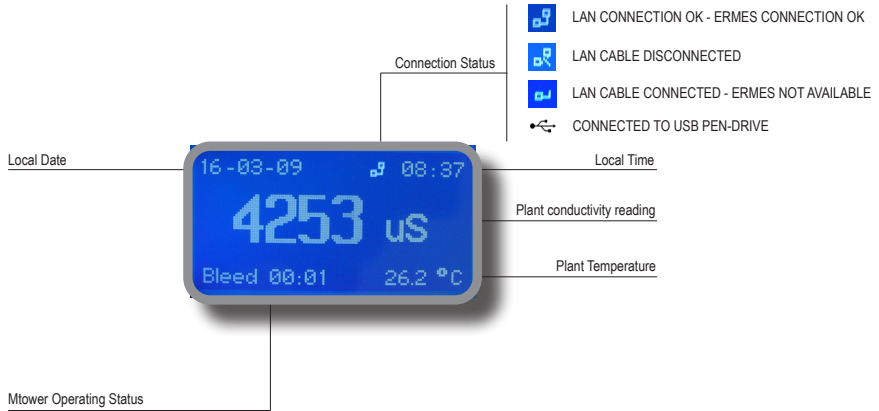 LAN CONNECTION OK - ERMES CONNECTION OK
Connection Status
LAN CABLE DISCONNECTED
LAN CABLE CONNECTED - ERMES NOT AVAILABLE
CONNECTED TO USB PEN-DRIVE
Local Date
Local Time
16-03-09 08:37
4253 uS
Plant conductivity reading
Bleed 00:01 26.2 °C
Plant Temperature
Mtower Operating Status